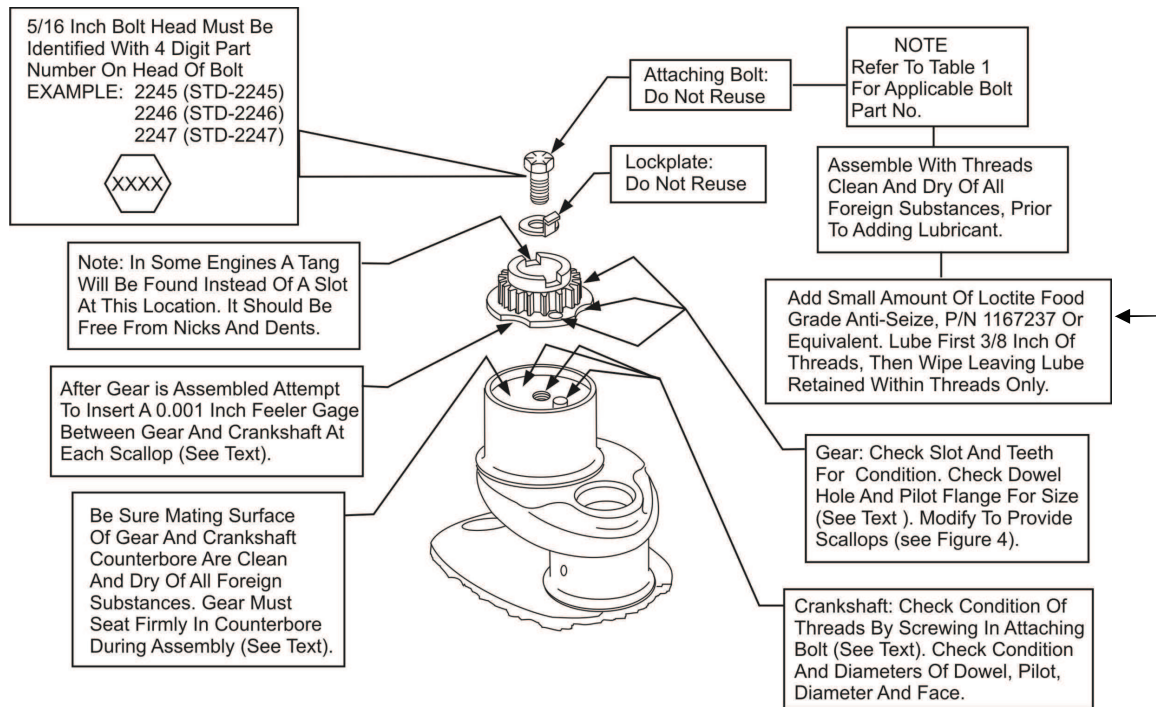 5/16 Inch Bolt Head Must Be
Identified With 4 Digit Part
Number On Head Of Bolt
EXAMPLE: 2245 (STD-2245)
2246 (STD-2246)
2247 (STD-2247)
XXXX
Attaching Bolt:
Do Not Reuse
NOTE
Refer To Table 1
For Applicable Bolt
Part No.
Lockplate:
Do Not Reuse
Assemble With Threads
Clean And Dry Of All
Foreign Substances, Prior
To Adding Lubricant.
Note: In Some Engines A Tang
Will Be Found Instead Of A Slot
At This Location. It Should Be
Free From Nicks And Dents.
Add Small Amount Of Loctite Food
Grade Anti-Seize, P/N 1167237 Or
Equivalent. Lube First 3/8 Inch Of
Threads, Then Wipe Leaving Lube
Retained Within Threads Only.
After Gear is Assembled Attempt
To Insert A 0.001 Inch Feeler Gage
Between Gear And Crankshaft At
Each Scallop (See Text).
Gear: Check Slot And Teeth
For Condition. Check Dowel
Hole And Pilot Flange For Size
(See Text ). Modify To Provide
Scallops (see Figure 4).
Be Sure Mating Surface
Of Gear And Crankshaft
Counterbore Are Clean
And Dry Of All Foreign
Substances. Gear Must
Seat Firmly In Counterbore
During Assembly (See Text).
Crankshaft: Check Condition Of
Threads By Screwing In Attaching
Bolt (See Text). Check Condition
And Diameters Of Dowel, Pilot,
Diameter And Face.